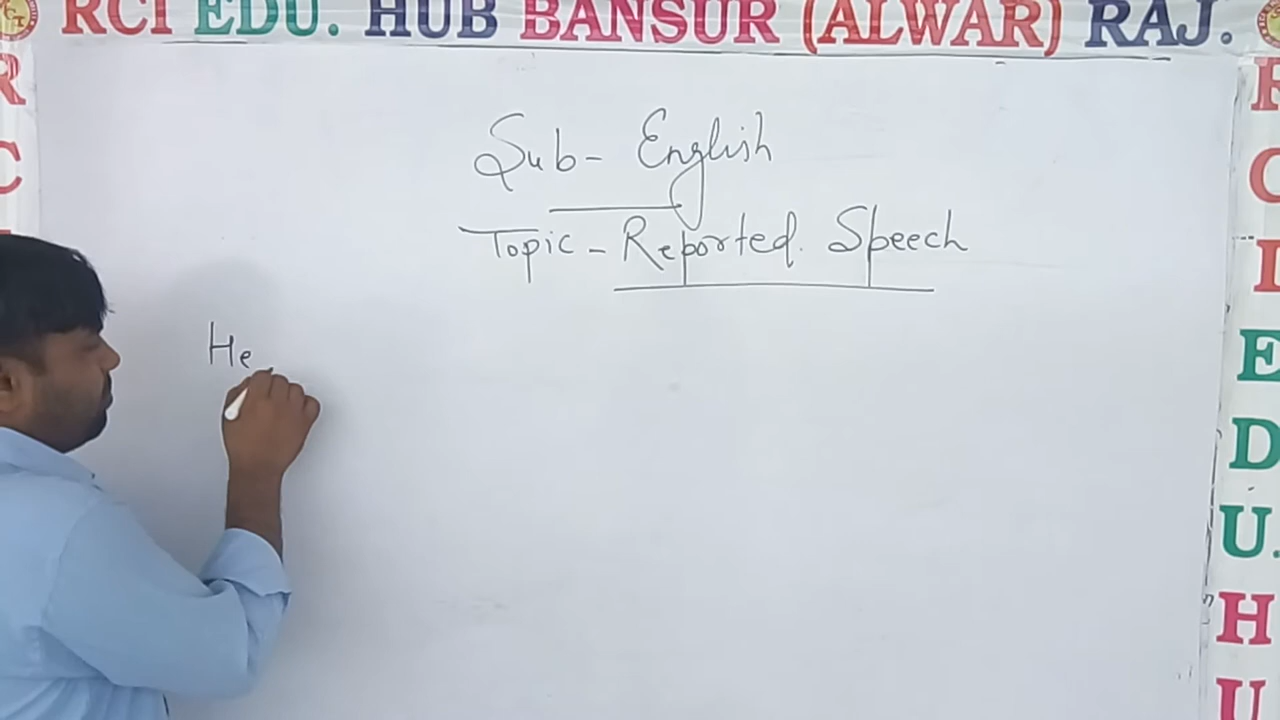 RCI EDU. HUB BANSUR (ALWAR) RAJ.
Sub- English
Topic - Reported Speech
He
R
C
I
E
D
U.
H
U
R
C